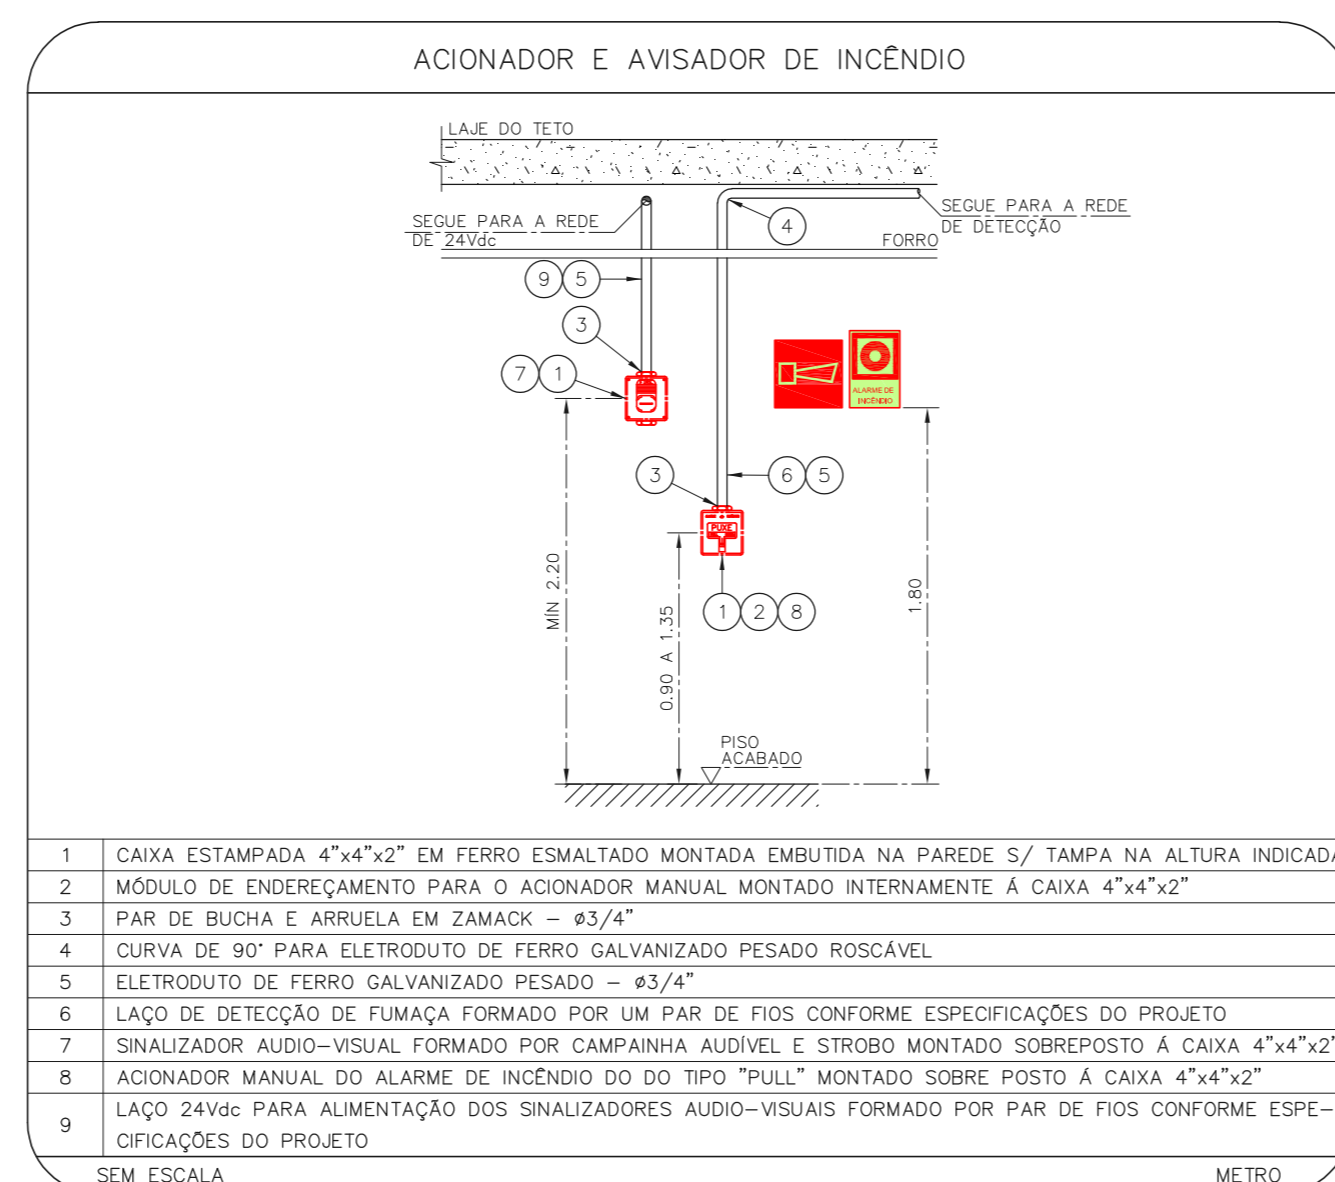 ACIONADOR E AVISADOR DE INCÊNDIO
LAJE DO TETO
SEGUE PARA A REDE
DE 24Vdc
4
SEGUE PARA A REDE
DE DETECÇÃO
FORRO
9 5
3
7 1
ALARME DE
INCÊNDIO
3
6 5
PUXE
1 2 8
MÍN 2.20
0.90 A 1.35
1.80
PISO
ACABADO
1 CAIXA ESTAMPADA 4"x4"x2" EM FERRO ESMALTADO MONTADA EMBUTIDA NA PAREDE S/ TAMPA NA ALTURA INDICADA
2 MÓDULO DE ENDEREÇAMENTO PARA O ACIONADOR MANUAL MONTADO INTERNAMENTE Á CAIXA 4"x4"x2"
3 PAR DE BUCHA E ARRUELA EM ZAMACK – ø3/4"
4 CURVA DE 90° PARA ELETRODUTO DE FERRO GALVANIZADO PESADO ROSCÁVEL
5 ELETRODUTO DE FERRO GALVANIZADO PESADO – ø3/4"
6 LAÇO DE DETECÇÃO DE FUMAÇA FORMADO POR UM PAR DE FIOS CONFORME ESPECIFICAÇÕES DO PROJETO
7 SINALIZADOR AUDIO–VISUAL FORMADO POR CAMPAINHA AUDÍVEL E STROBO MONTADO SOBREPOSTO Á CAIXA 4"x4"x2"
8 ACIONADOR MANUAL DO ALARME DE INCÊNDIO DO DO TIPO "PULL" MONTADO SOBRE POSTO Á CAIXA 4"x4"x2"
9 LAÇO 24Vdc PARA ALIMENTAÇÃO DOS SINALIZADORES AUDIO–VISUAIS FORMADO POR PAR DE FIOS CONFORME ESPE–
CIFICAÇÕES DO PROJETO
SEM ESCALA
METRO